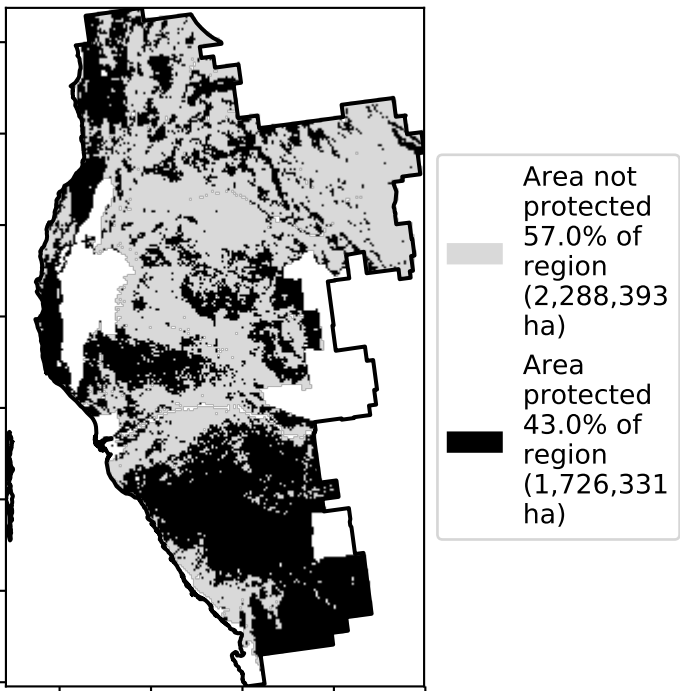 Area not
protected
57.0% of
region
(2,288,393
ha)
Area
protected
43.0% of
region
(1,726,331
ha)